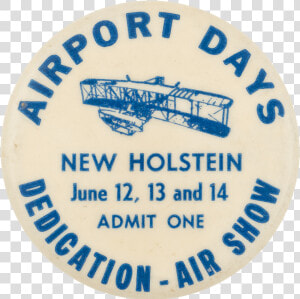 AIRPORT DAYS
NEW HOLSTEIN
June 12, 13 and 14
ADMIT ONE
DEDICATION - AIR SHOW